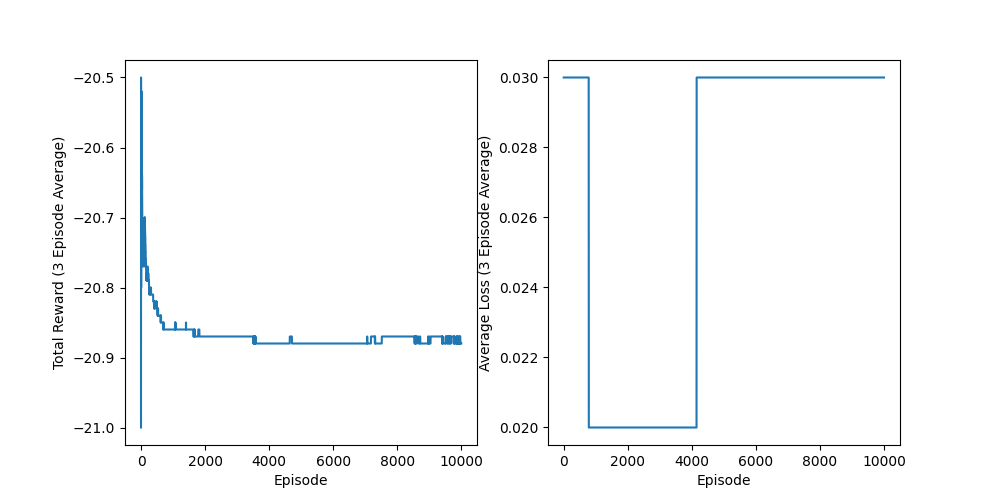 Total Reward (3 Episode Average)
−20.5
−20.6
−20.7
−20.8
−20.9
−21.0
0 2000 4000 6000 8000 10000
Episode
Average Loss (3 Episode Average)
0.030
0.028
0.026
0.024
0.022
0.020
0 2000 4000 6000 8000 10000
Episode